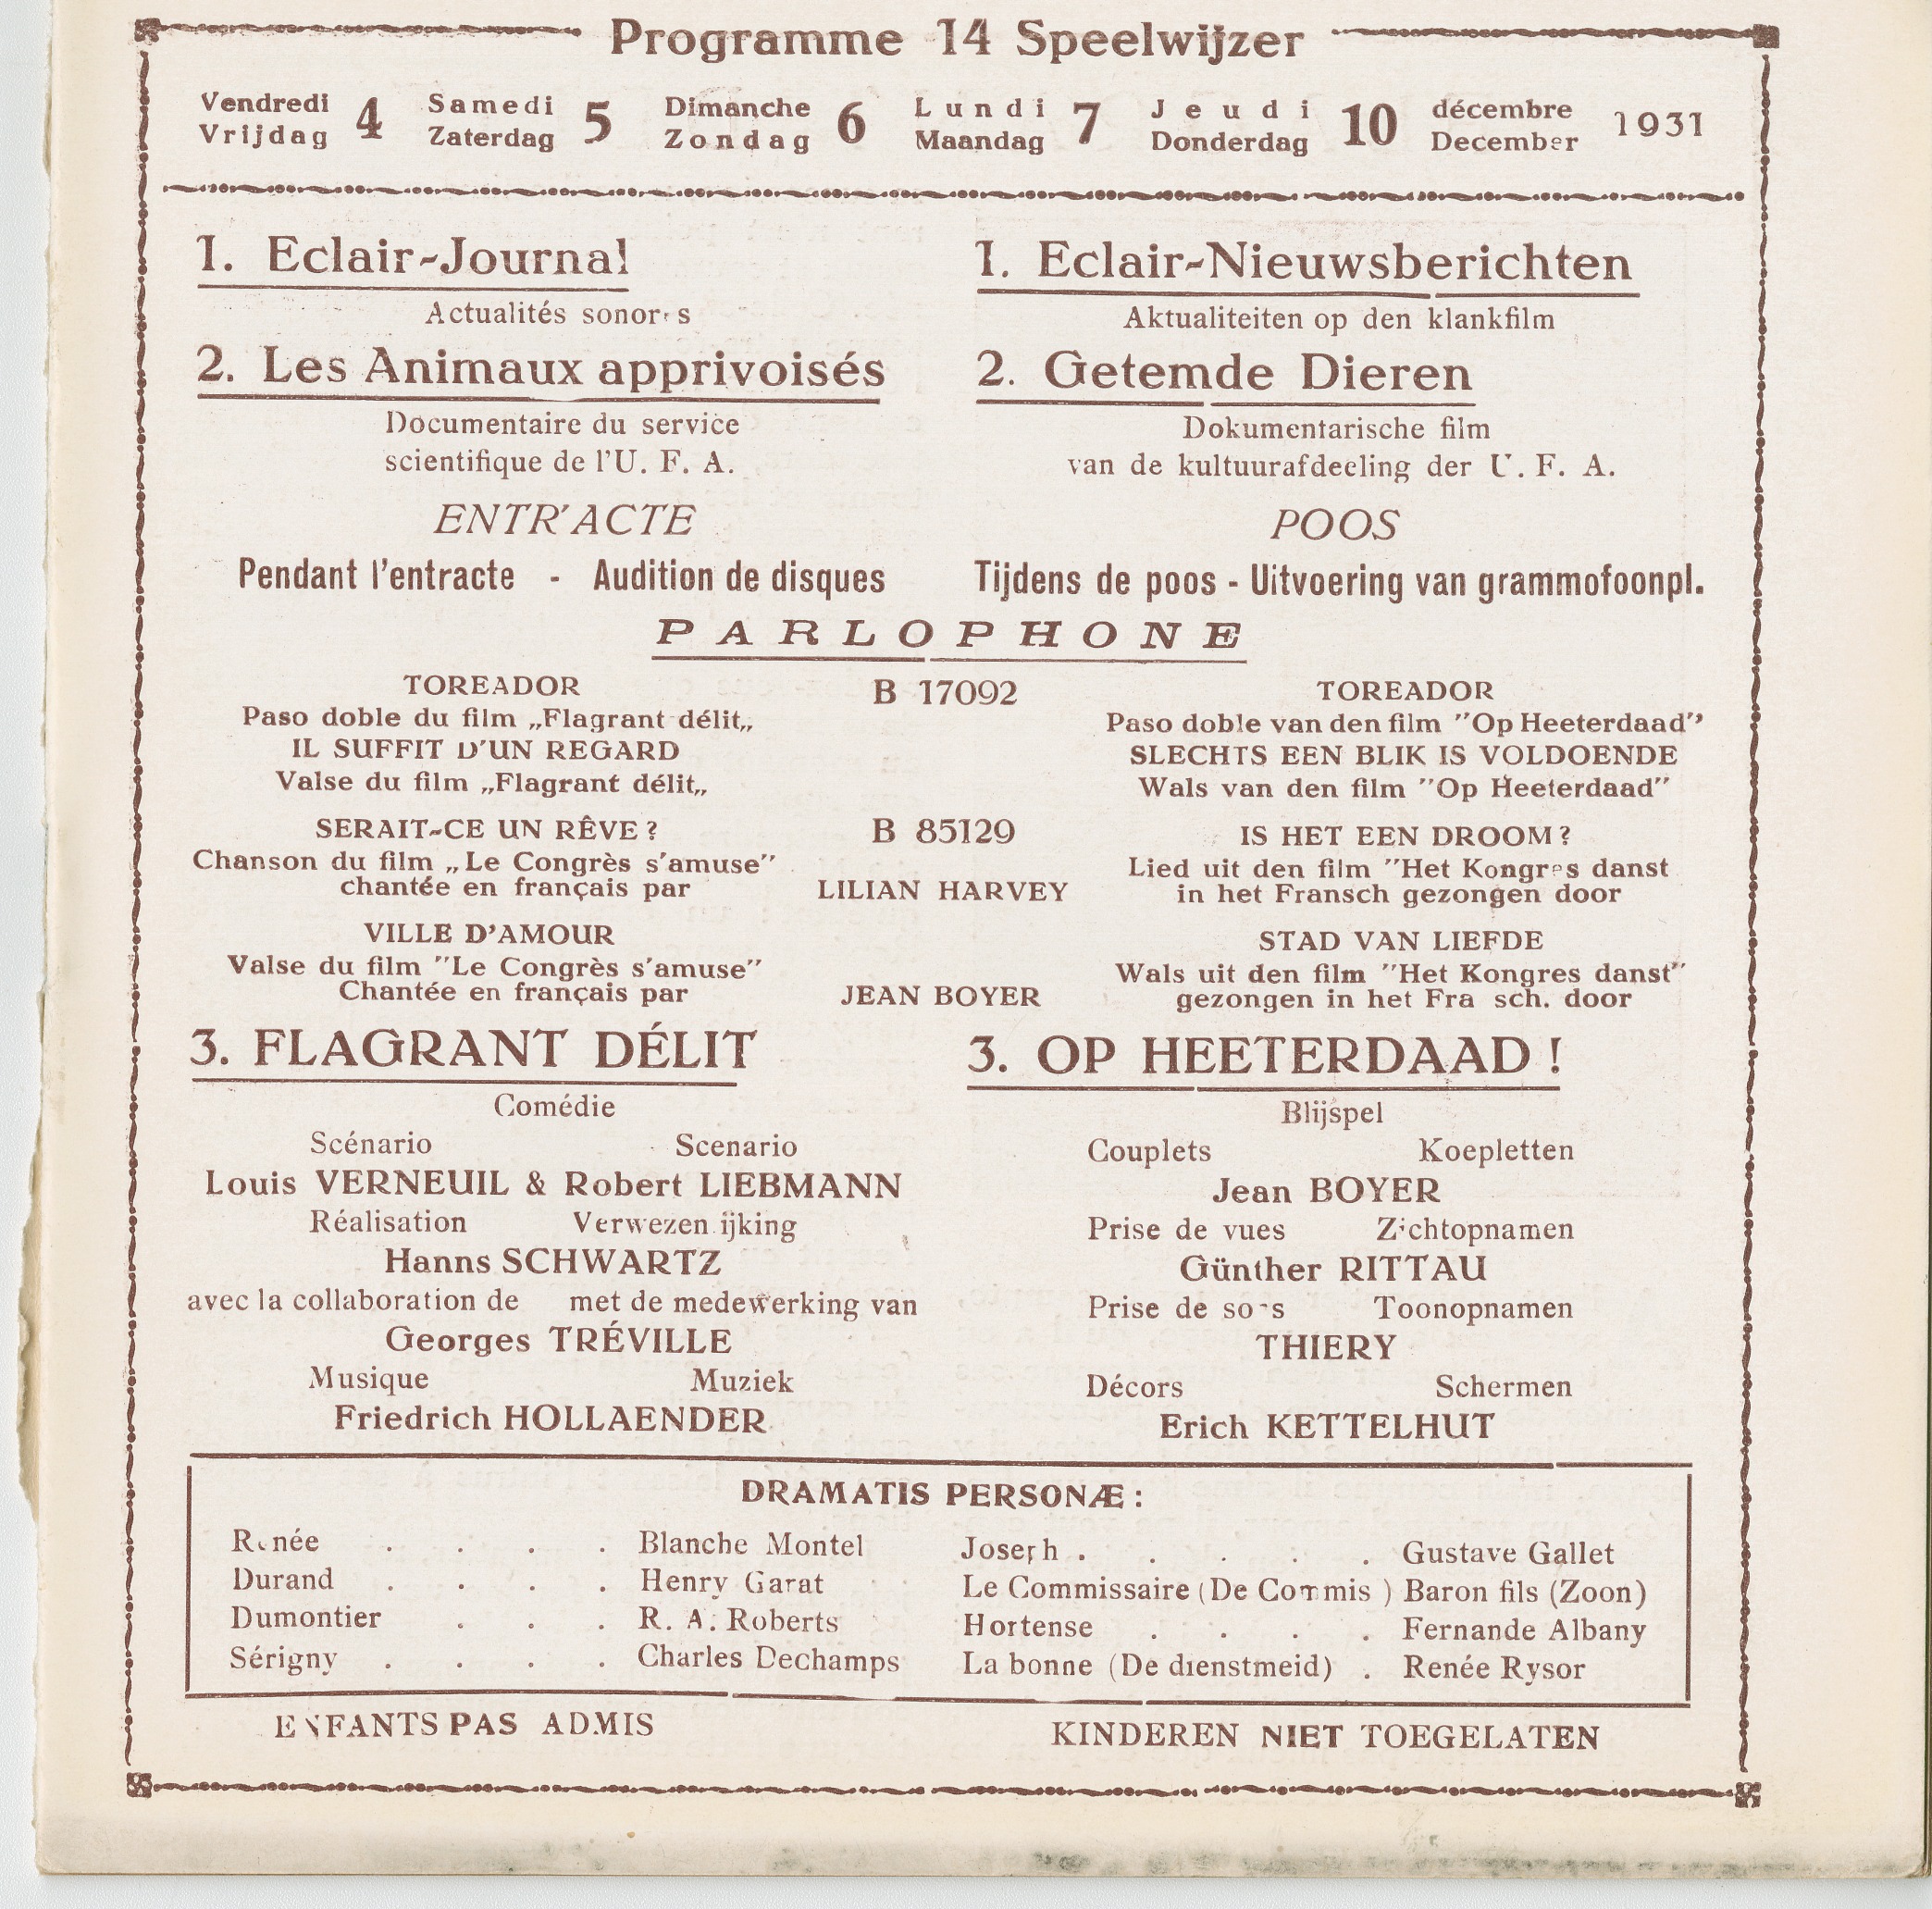 Programme 14 Speelwijzer
Vendredi 4 Samedi 5 Dimanche 6 Lundi 7 Jeudi 10 décembre 1931
Vrijdag Zaterdag Zondag Maandag Donderdag December
1. Eclair-Journal
Actualités sonores
2. Les Animaux apprivoisés
Documentaire du service
scientifique de l'U. F. A.
ENTR'ACTE
Pendant l'entracte - Audition de disques
1. Eclair-Nieuwsberichten
Aktualiteiten op den klankfilm
2. Getemde Dieren
Dokumentarische film
van de kultuurafdeeling der U. F. A.
POOS
Tijdens de poos - Uitvoering van grammofoonpl.
PARLOPHONE
TOREADOR B 17092 TOREADOR
Paso doble du film „Flagrant délit„ Paso doble van den film "Op Heeterdaad"
IL SUFFIT D'UN REGARD SLECHTS EEN BLIK IS VOLDOENDE
Valse du film „Flagrant délit„ Wals van den film "Op Heeterdaad"
SERAIT-CE UN RÊVE ? B 85129 IS HET EEN DROOM ?
Chanson du film „Le Congrès s'amuse" Lied uit den film "Het Kongres danst
chantée en français par LILIAN HARVEY in het Fransch gezongen door
VILLE D'AMOUR STAD VAN LIEFDE
Valse du film "Le Congrès s'amuse" Wals uit den film "Het Kongres danst"
Chantée en français par JEAN BOYER gezongen in het Fra sch. door
3. FLAGRANT DÉLIT
Comédie
Scénario Scenario
Louis VERNEUIL & Robert LIEBMANN
Réalisation Verwezen ijking
Hanns SCHWARTZ
avec la collaboration de met de medewerking van
Georges TRÉVILLE
Musique Muziek
Friedrich HOLLAENDER
3. OP HEETERDAAD !
Blijspel
Couplets Koepletten
Jean BOYER
Prise de vues Zichtopnamen
Günther RITTAU
Prise de sons Toonopnamen
THIERY
Décors Schermen
Erich KETTELHUT
DRAMATIS PERSONÆ :
Renée . . . . Blanche Montel
Durand . . . . Henry Garat
Dumontier . . . R. A. Roberts
Sérigny . . . . Charles Dechamps
Joseph . . . . . Gustave Gallet
Le Commissaire (De Commis ) Baron fils (Zoon)
Hortense . . . . Fernande Albany
La bonne (De dienstmeid) . Renée Rysor
ENFANTS PAS ADMIS
KINDEREN NIET TOEGELATEN